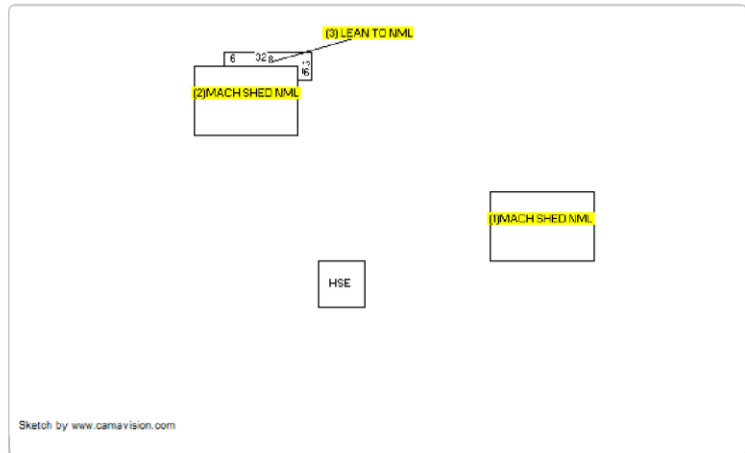 (3) LEAN TO NML
6 32 8
(2)MACH SHED NML
(1)MACH SHED NML
HSE
Sketch by www.camavision.com